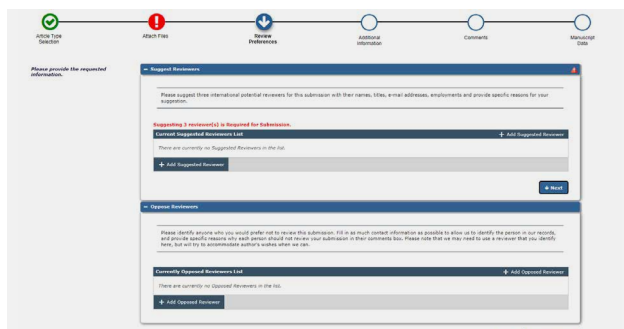 Article Type
Selection
Attach Files
Review
Preferences
Additional
Information
Comments
Manuscript
Data
Please provide the requested
information.
− Suggest Reviewers
Please suggest three international potential reviewers for this submission with their names, titles, e-mail addresses, employments and provide specific reasons for your
suggestion.
Suggesting 3 reviewer(s) is Required for Submission.
Current Suggested Reviewers List
+ Add Suggested Reviewer
There are currently no Suggested Reviewers in the list.
+ Add Suggested Reviewer
Next
− Oppose Reviewers
Please identify anyone who you would prefer not to review this submission. Fill in as much contact information as possible to allow us to identify the person in our records,
and provide specific reasons why each person should not review your submission in their comments box. Please note that we may need to use a reviewer that you identify
here, but will try to accommodate author's wishes when we can.
Currently Opposed Reviewers List
+ Add Opposed Reviewer
There are currently no Opposed Reviewers in the list.
+ Add Opposed Reviewer